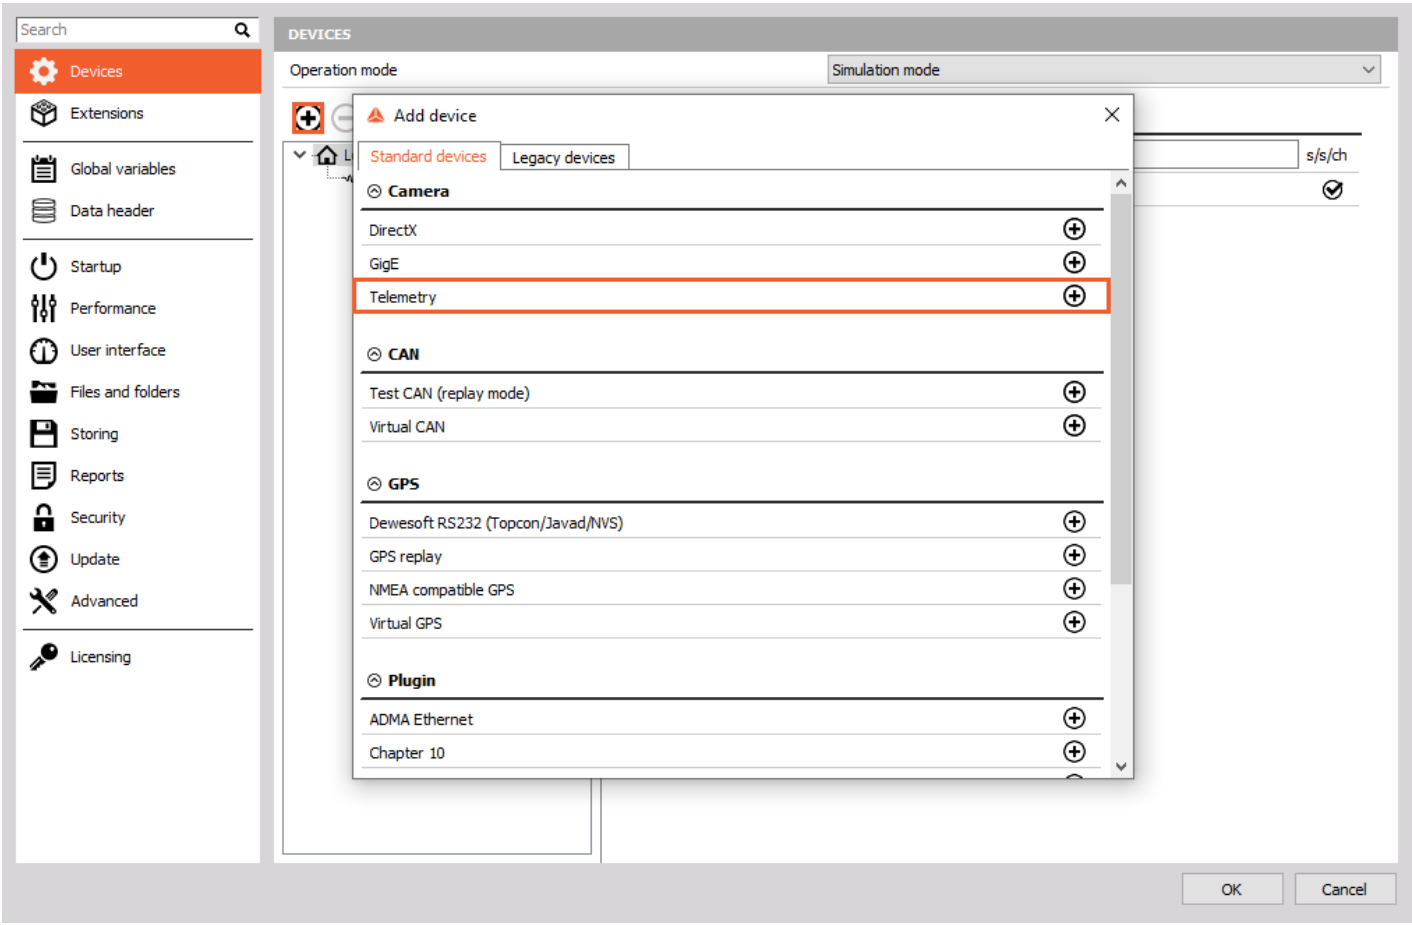 Search
DEVICES
Devices
Operation mode
Simulation mode
Extensions
Add device
Standard devices
Legacy devices
s/s/ch
Global variables
Camera
Data header
DirectX
GigE
Startup
Telemetry
Performance
User interface
CAN
Files and folders
Test CAN (replay mode)
Storing
Virtual CAN
Reports
GPS
Security
Dewesoft RS232 (Topcon/Javad/NVS)
Update
GPS replay
Advanced
NMEA compatible GPS
Virtual GPS
Licensing
Plugin
ADMA Ethernet
Chapter 10
OK
Cancel